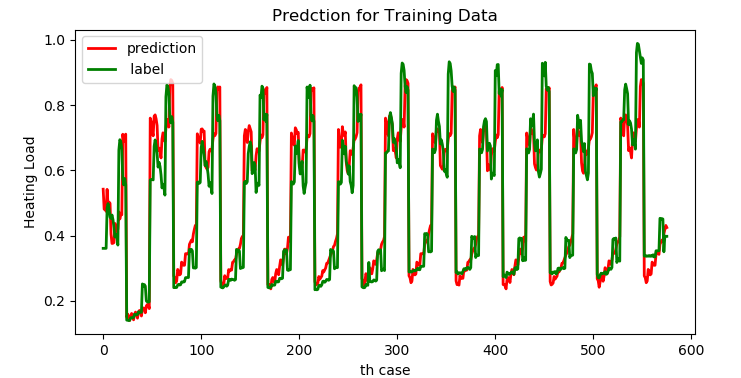 Predction for Training Data
prediction
label
1.0
0.8
0.6
0.4
0.2
Heating Load
0 100 200 300 400 500 600
th case